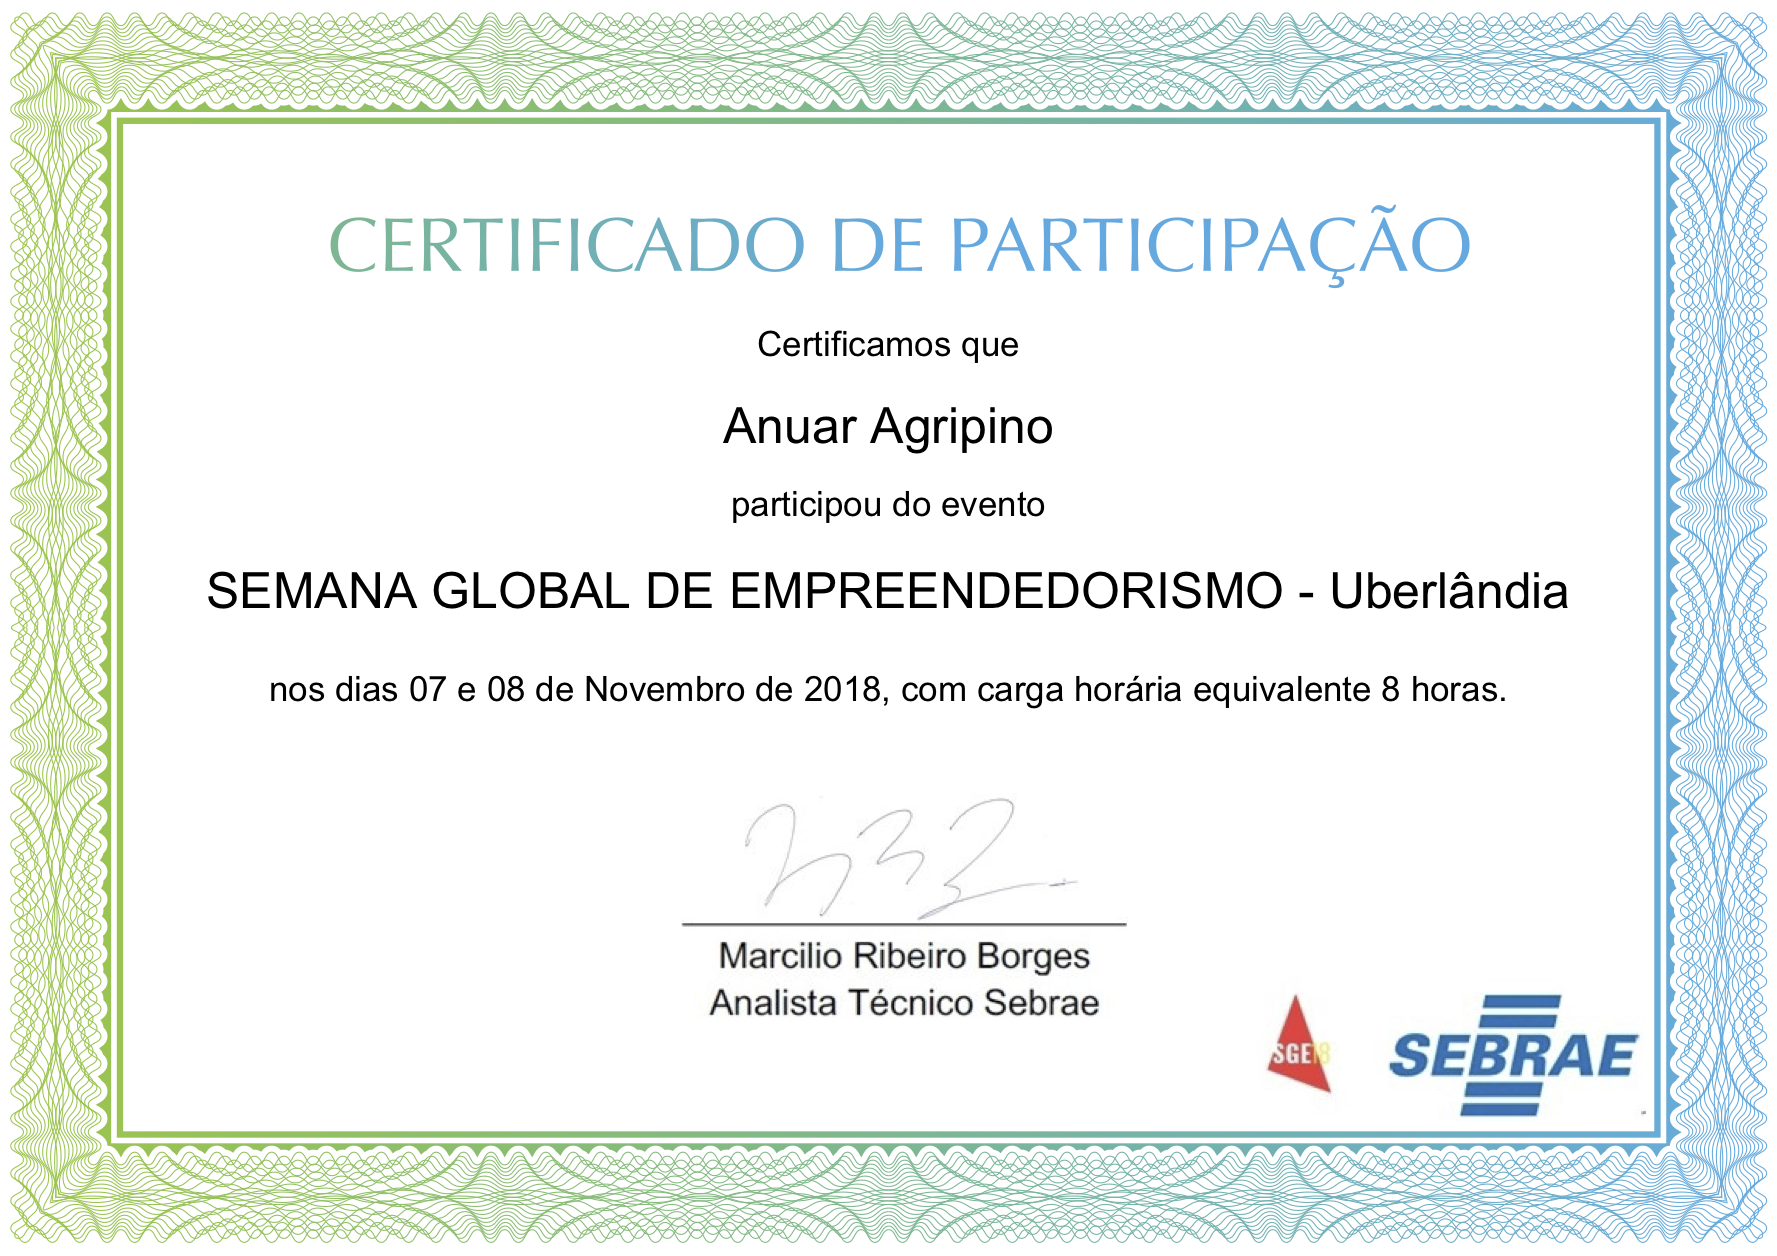 CERTIFICADO DE PARTICIPAÇÃO
Certificamos que
Anuar Agripino
participou do evento
SEMANA GLOBAL DE EMPREENDEDORISMO - Uberlândia
nos dias 07 e 08 de Novembro de 2018, com carga horária equivalente 8 horas.
Marcilio Ribeiro Borges
Analista Técnico Sebrae
SGE18
SEBRAE